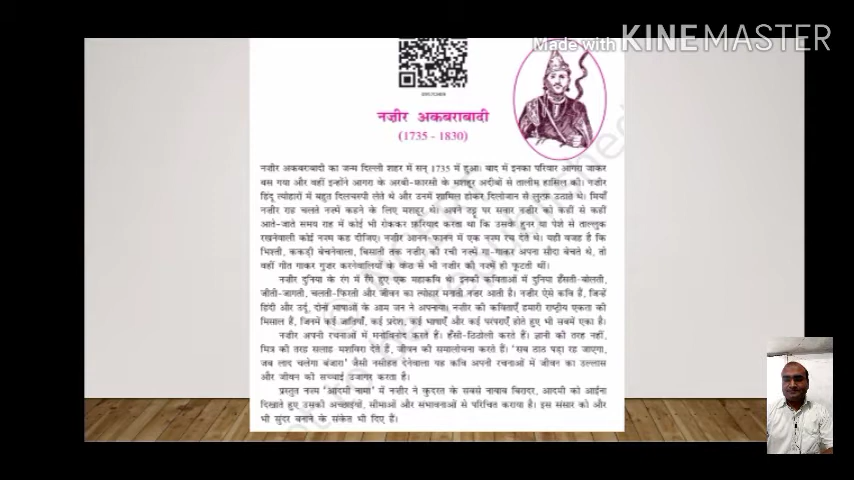 Made with KINEMASTER
नज़ीर अकबराबादी
(1735 - 1830)
नज़ीर अकबराबादी का जन्म दिल्ली शहर में सन् 1735 में हुआ। बाद में इनका परिवार आगरा जाकर
बस गया और वहीं इन्होंने आगरा के अरबी-फ़ारसी के मशहूर अदीबों से तालीम हासिल की। नज़ीर
हिंदू त्योहारों में बहुत दिलचस्पी लेते थे और उनमें शामिल होकर दिलोजान से लुत्फ़ उठाते थे। मियाँ
नज़ीर राह चलते नज़्में कहने के लिए मशहूर थे। अपने टट्टू पर सवार नज़ीर को कहीं से कहीं
आते-जाते समय राह में कोई भी रोककर फ़रियाद करता था कि उसके हुनर या पेशे से ताल्लुक
रखनेवाली कोई नज़्म कह दीजिए। नज़ीर आनन-फानन में एक नज़्म रच देते थे। यही वजह है कि
भिश्ती, ककड़ी बेचनेवाला, बिसाती तक नज़ीर की रची नज़्में गा-गाकर अपना सौदा बेचते थे, तो
वहीं गीत गाकर गुज़र करनेवालियों के कंठ से भी नज़ीर की नज़्में ही फूटती थीं।
नज़ीर दुनिया के रंग में रँगे हुए एक महाकवि थे। इनकी कविताओं में दुनिया हँसती-बोलती,
जीती-जागती, चलती-फिरती और जीवन का त्योहार मनाती नज़र आती है। नज़ीर ऐसे कवि हैं, जिन्हें
हिंदी और उर्दू, दोनों भाषाओं के आम जन ने अपनाया। नज़ीर की कविताएँ हमारी राष्ट्रीय एकता की
मिसाल हैं, जिनमें कई जातियाँ, कई प्रदेश, कई भाषाएँ और कई परंपराएँ होते हुए भी सबमें एका है।
नज़ीर अपनी रचनाओं में मनोविनोद करते हैं। हँसी-ठिठोली करते हैं। ज्ञानी की तरह नहीं,
मित्र की तरह सलाह मशविरा देते हैं, जीवन की समालोचना करते हैं। 'सब ठाठ पड़ा रह जाएगा,
जब लाद चलेगा बंजारा' जैसी नसीहत देनेवाला यह कवि अपनी रचनाओं में जीवन का उल्लास
और जीवन की सच्चाई उजागर करता है।
प्रस्तुत नज़्म 'आदमी नामा' में नज़ीर ने कुदरत के सबसे नायाब बिरादर, आदमी को आईना
दिखाते हुए उसकी अच्छाइयों, सीमाओं और संभावनाओं से परिचित कराया है। इस संसार को और
भी सुंदर बनाने के संकेत भी दिए हैं।